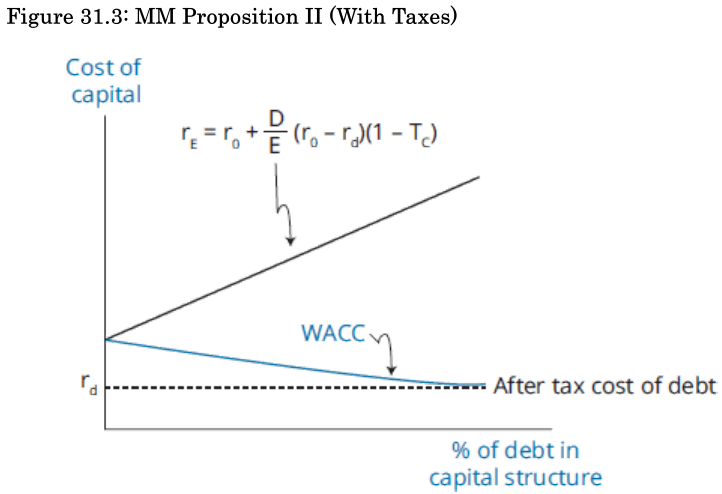 Figure 31.3: MM Proposition II (With Taxes)
Cost of
capital
r_E = r_0 + D/E (r_0 – r_d)(1 – T_c)
WACC
r_d
After tax cost of debt
% of debt in
capital structure